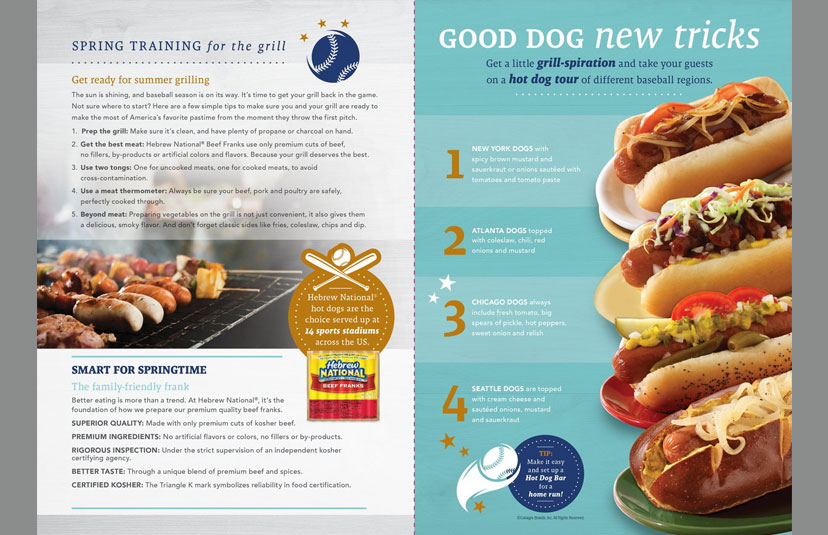 SPRING TRAINING for the grill
Get ready for summer grilling
The sun is shining, and baseball season is on its way. It's time to get your grill back in the game.
Not sure where to start? Here are a few simple tips to make sure you and your grill are ready to
make the most of America's favorite pastime from the moment they throw the first pitch.
1. Prep the grill: Make sure it's clean, and have plenty of propane or charcoal on hand.
2. Get the best meat: Hebrew National® Beef Franks use only premium cuts of beef,
no fillers, by-products or artificial colors and flavors. Because your grill deserves the best.
3. Use two tongs: One for uncooked meats, one for cooked meats, to avoid
cross-contamination.
4. Use a meat thermometer: Always be sure your beef, pork and poultry are safely,
perfectly cooked through.
5. Beyond meat: Preparing vegetables on the grill is not just convenient, it also gives them
a delicious, smoky flavor. And don't forget classic sides like fries, coleslaw, chips and dip.
Hebrew National®
hot dogs are the
choice served up at
14 sports stadiums
across the US.
Hebrew
NATIONAL
BEEF FRANKS
SMART FOR SPRINGTIME
The family-friendly frank
Better eating is more than a trend. At Hebrew National®, it's the
foundation of how we prepare our premium quality beef franks.
SUPERIOR QUALITY: Made with only premium cuts of kosher beef.
PREMIUM INGREDIENTS: No artificial flavors or colors, no fillers or by-products.
RIGOROUS INSPECTION: Under the strict supervision of an independent kosher
certifying agency.
BETTER TASTE: Through a unique blend of premium beef and spices.
CERTIFIED KOSHER: The Triangle K mark symbolizes reliability in food certification.
GOOD DOG new tricks
Get a little grill-spiration and take your guests
on a hot dog tour of different baseball regions.
1
NEW YORK DOGS with
spicy brown mustard and
sauerkraut or onions sautéed with
tomatoes and tomato paste
2
ATLANTA DOGS topped
with coleslaw, chili, red
onions and mustard
3
CHICAGO DOGS always
include fresh tomato, big
spears of pickle, hot peppers,
sweet onion and relish
4
SEATTLE DOGS are topped
with cream cheese and
sautéed onions, mustard
and sauerkraut
TIP:
Make it easy
and set up a
Hot Dog Bar
for a
home run!
©ConAgra Foods, Inc. All Rights Reserved.